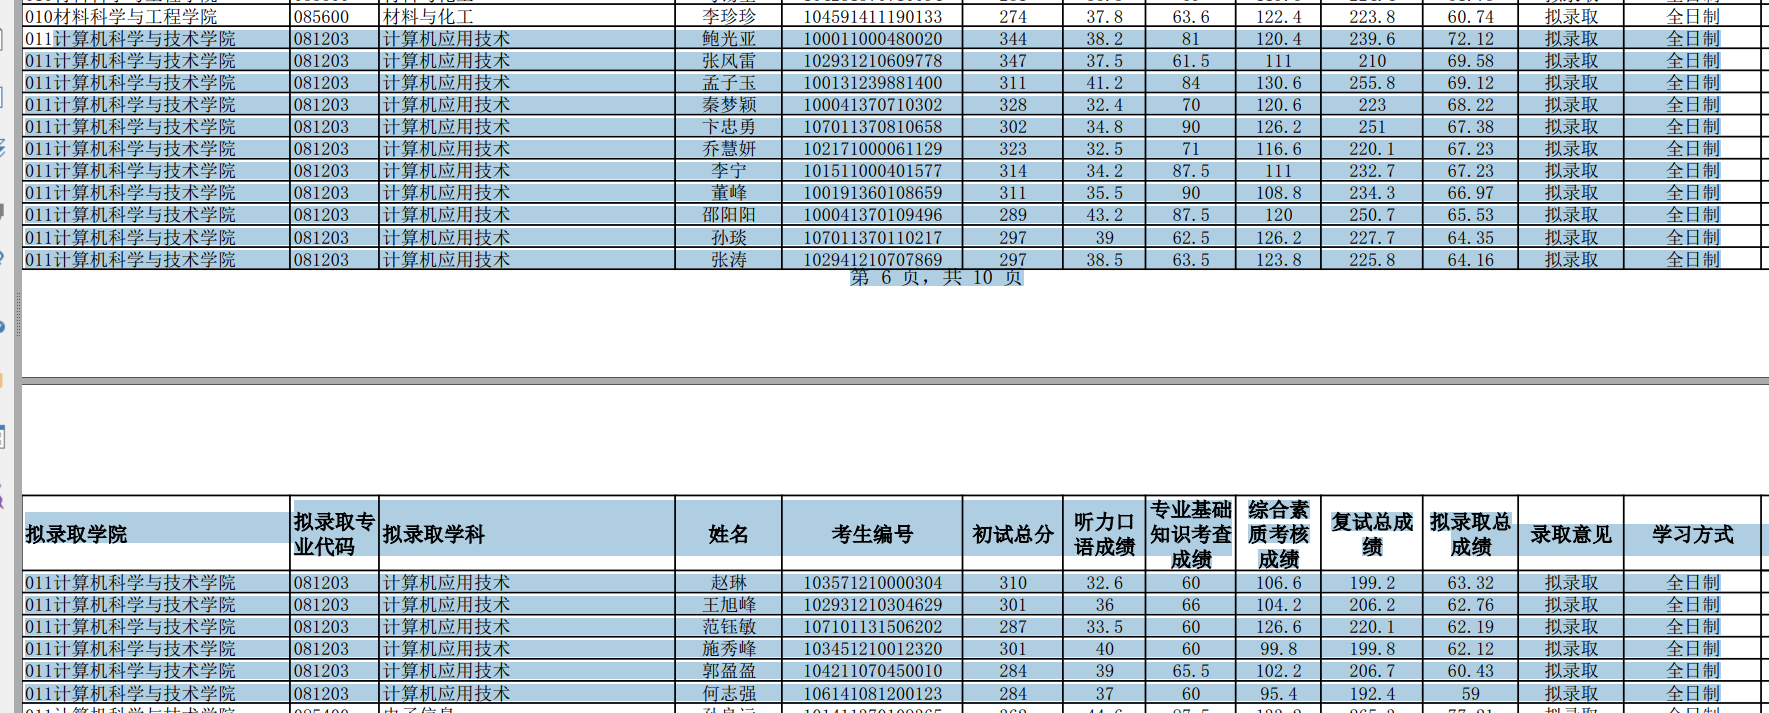 010材料科学与工程学院 085600 材料与化工 李珍珍 104591411190133 274 37.8 63.6 122.4 223.8 60.74 拟录取 全日制
011计算机科学与技术学院 081203 计算机应用技术 鲍光亚 100011000480020 344 38.2 81 120.4 239.6 72.12 拟录取 全日制
011计算机科学与技术学院 081203 计算机应用技术 张风雷 102931210609778 347 37.5 61.5 111 210 69.58 拟录取 全日制
011计算机科学与技术学院 081203 计算机应用技术 孟子玉 100131239881400 311 41.2 84 130.6 255.8 69.12 拟录取 全日制
011计算机科学与技术学院 081203 计算机应用技术 秦梦颖 100041370710302 328 32.4 70 120.6 223 68.22 拟录取 全日制
011计算机科学与技术学院 081203 计算机应用技术 卞忠勇 107011370810658 302 34.8 90 126.2 251 67.38 拟录取 全日制
011计算机科学与技术学院 081203 计算机应用技术 乔慧妍 102171000061129 323 32.5 71 116.6 220.1 67.23 拟录取 全日制
011计算机科学与技术学院 081203 计算机应用技术 李宁 101511000401577 314 34.2 87.5 111 232.7 67.23 拟录取 全日制
011计算机科学与技术学院 081203 计算机应用技术 董峰 100191360108659 311 35.5 90 108.8 234.3 66.97 拟录取 全日制
011计算机科学与技术学院 081203 计算机应用技术 邵阳阳 100041370109496 289 43.2 87.5 120 250.7 65.53 拟录取 全日制
011计算机科学与技术学院 081203 计算机应用技术 孙琰 107011370110217 297 39 62.5 126.2 227.7 64.35 拟录取 全日制
011计算机科学与技术学院 081203 计算机应用技术 张涛 102941210707869 297 38.5 63.5 123.8 225.8 64.16 拟录取 全日制
第 6 页，共 10 页
拟录取学院 拟录取专业代码 拟录取学科 姓名 考生编号 初试总分 听力口语成绩 专业基础知识考查成绩 综合素质考核成绩 复试总成绩 拟录取总成绩 录取意见 学习方式
011计算机科学与技术学院 081203 计算机应用技术 赵琳 103571210000304 310 32.6 60 106.6 199.2 63.32 拟录取 全日制
011计算机科学与技术学院 081203 计算机应用技术 王旭峰 102931210304629 301 36 66 104.2 206.2 62.76 拟录取 全日制
011计算机科学与技术学院 081203 计算机应用技术 范钰敏 107101131506202 287 33.5 60 126.6 220.1 62.19 拟录取 全日制
011计算机科学与技术学院 081203 计算机应用技术 施秀峰 103451210012320 301 40 60 99.8 199.8 62.12 拟录取 全日制
011计算机科学与技术学院 081203 计算机应用技术 郭盈盈 104211070450010 284 39 65.5 102.2 206.7 60.43 拟录取 全日制
011计算机科学与技术学院 081203 计算机应用技术 何志强 106141081200123 284 37 60 95.4 192.4 59 拟录取 全日制